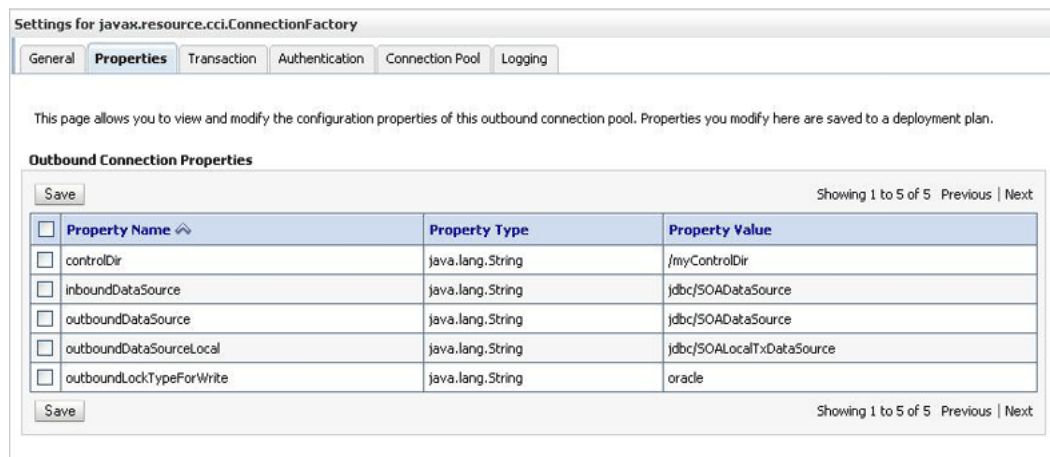 Settings for javax.resource.cci.ConnectionFactory
General Properties Transaction Authentication Connection Pool Logging
This page allows you to view and modify the configuration properties of this outbound connection pool. Properties you modify here are saved to a deployment plan.
Outbound Connection Properties
Save Showing 1 to 5 of 5 Previous | Next
Property Name Property Type Property Value
controlDir java.lang.String /myControlDir
inboundDataSource java.lang.String jdbc/SOADataSource
outboundDataSource java.lang.String jdbc/SOADataSource
outboundDataSourceLocal java.lang.String jdbc/SOALocalTxDataSource
outboundLockTypeForWrite java.lang.String oracle
Save Showing 1 to 5 of 5 Previous | Next